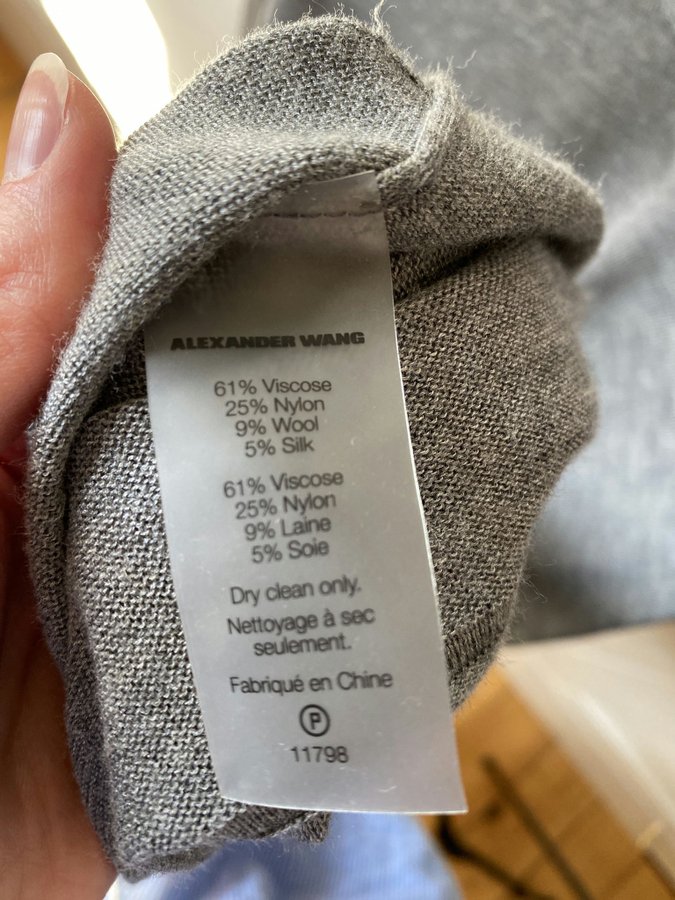 ALEXANDER WANG
61% Viscose
25% Nylon
9% Wool
5% Silk
61% Viscose
25% Nylon
9% Laine
5% Soie
Dry clean only.
Nettoyage à sec
seulement.
Fabriqué en Chine
P
11798